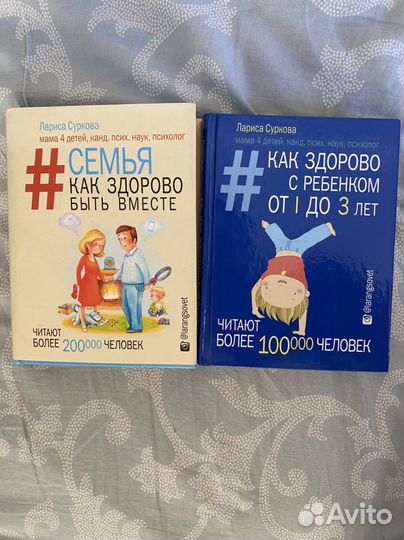 Лариса Суркова
мама 4 детей, канд. псих. наук, психолог
#СЕМЬЯ
КАК ЗДОРОВО
БЫТЬ ВМЕСТЕ
ЧИТАЮТ
БОЛЕЕ 200000 ЧЕЛОВЕК
@larangsovet
Лариса Суркова
мама 4 детей, канд. псих. наук, психолог
#КАК ЗДОРОВО
С РЕБЕНКОМ
ОТ 1 ДО 3 ЛЕТ
ЧИТАЮТ
БОЛЕЕ 100000 ЧЕЛОВЕК
@larangsovet
Avito